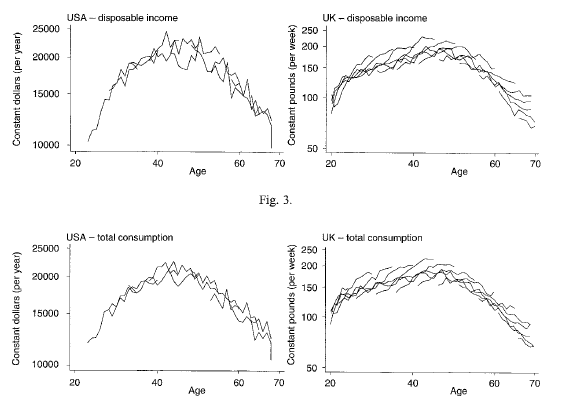 USA – disposable income
UK – disposable income
Constant dollars (per year)
25000
20000
15000
10000
20
40
60
70
Age
Constant pounds (per week)
250
200
150
100
50
20
40
60
70
Age
Fig. 3.
USA – total consumption
UK – total consumption
Constant dollars (per year)
25000
20000
15000
10000
20
40
60
70
Age
Constant pounds (per week)
250
200
150
100
50
20
40
60
70
Age